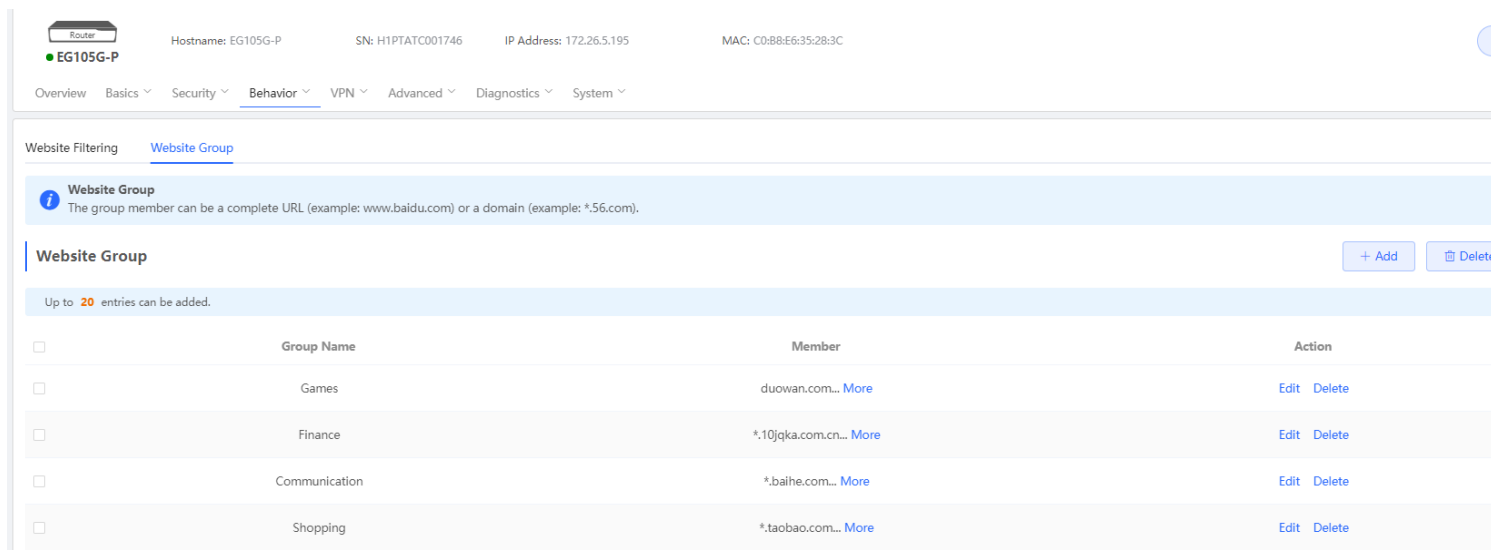 Router
EG105G-P
Hostname: EG105G-P SN: H1PTATC001746 IP Address: 172.26.5.195 MAC: C0:B8:E6:35:28:3C
Overview Basics Security Behavior VPN Advanced Diagnostics System
Website Filtering Website Group
Website Group
The group member can be a complete URL (example: www.baidu.com) or a domain (example: *.56.com).
Website Group + Add Delete
Up to 20 entries can be added.
Group Name Member Action
Games duowan.com... More Edit Delete
Finance *.10jqka.com.cn... More Edit Delete
Communication *.baihe.com... More Edit Delete
Shopping *.taobao.com... More Edit Delete